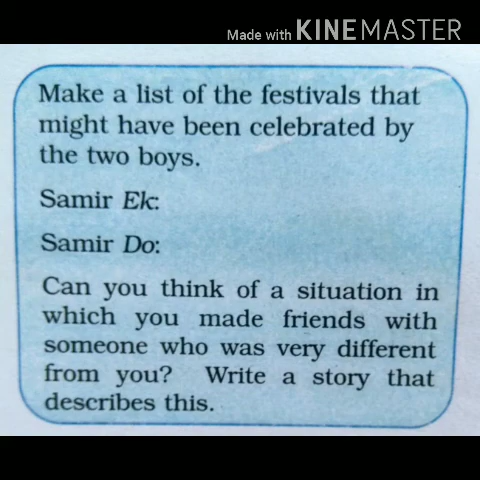 Made with KINEMASTER
Make a list of the festivals that
might have been celebrated by
the two boys.
Samir Ek:
Samir Do:
Can you think of a situation in
which you made friends with
someone who was very different
from you? Write a story that
describes this.